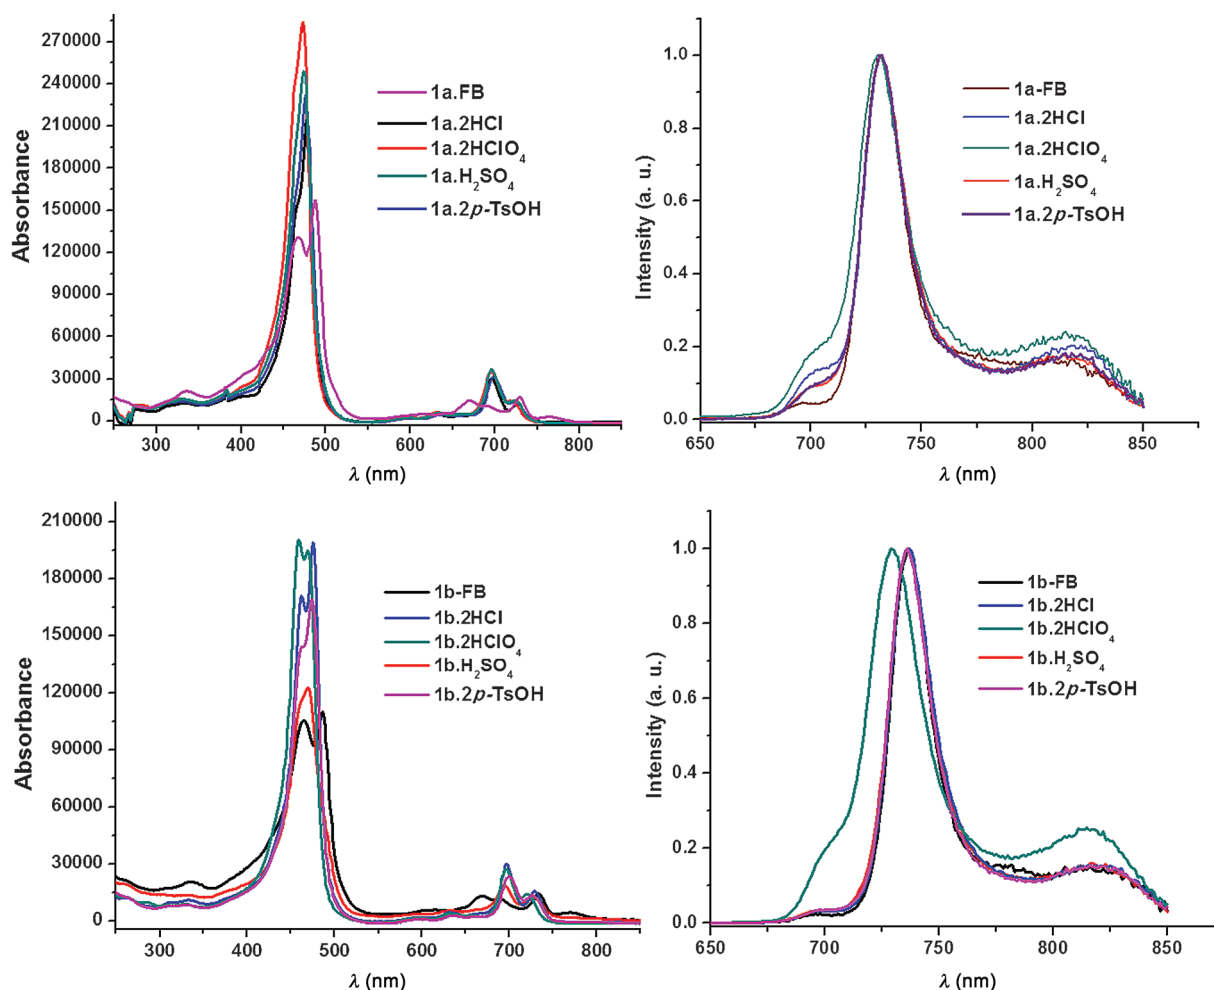 270000
240000
210000
180000
150000
120000
90000
60000
30000
0
Absorbance
1a.FB
1a.2HCl
1a.2HClO4
1a.H2SO4
1a.2p-TsOH
300 400 500 600 700 800
λ (nm)
1.0
0.8
0.6
0.4
0.2
0.0
Intensity (a. u.)
1a-FB
1a.2HCl
1a.2HClO4
1a.H2SO4
1a.2p-TsOH
650 700 750 800 850
λ (nm)
210000
180000
150000
120000
90000
60000
30000
0
Absorbance
1b-FB
1b.2HCl
1b.2HClO4
1b.H2SO4
1b.2p-TsOH
300 400 500 600 700 800
λ (nm)
1.0
0.8
0.6
0.4
0.2
0.0
Intensity (a. u.)
1b-FB
1b.2HCl
1b.2HClO4
1b.H2SO4
1b.2p-TsOH
650 700 750 800 850
λ (nm)